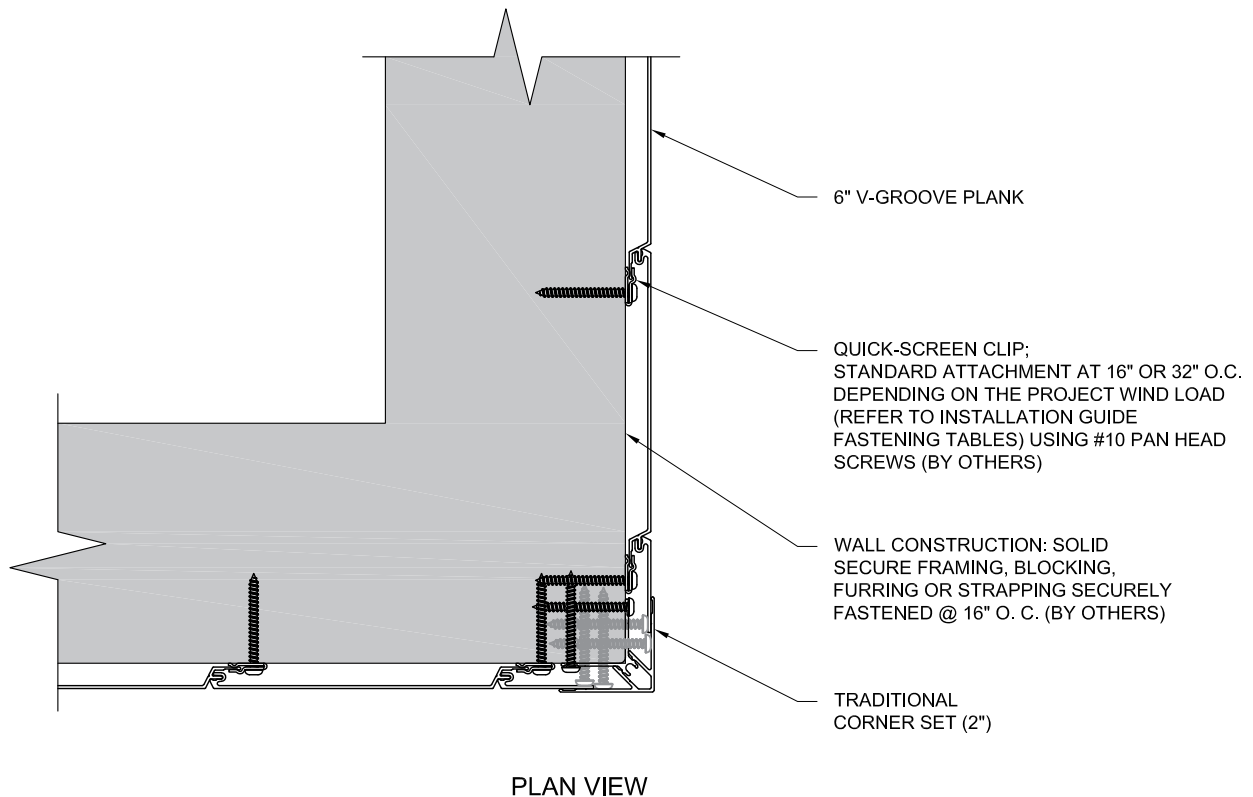 6" V-GROOVE PLANK
QUICK-SCREEN CLIP;
STANDARD ATTACHMENT AT 16" OR 32" O.C.
DEPENDING ON THE PROJECT WIND LOAD
(REFER TO INSTALLATION GUIDE
FASTENING TABLES) USING #10 PAN HEAD
SCREWS (BY OTHERS)
WALL CONSTRUCTION: SOLID
SECURE FRAMING, BLOCKING,
FURRING OR STRAPPING SECURELY
FASTENED @ 16" O. C. (BY OTHERS)
TRADITIONAL
CORNER SET (2")
PLAN VIEW